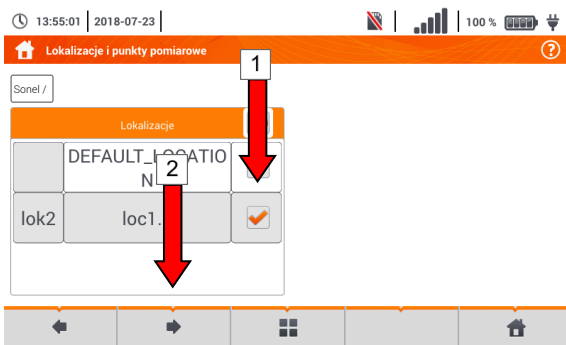 13:55:01 2018-07-23 100 %
Lokalizacje i punkty pomiarowe
1
Sonel /
Lokalizacje
DEFAULT_LOCATIO
N
2
lok2 loc1.